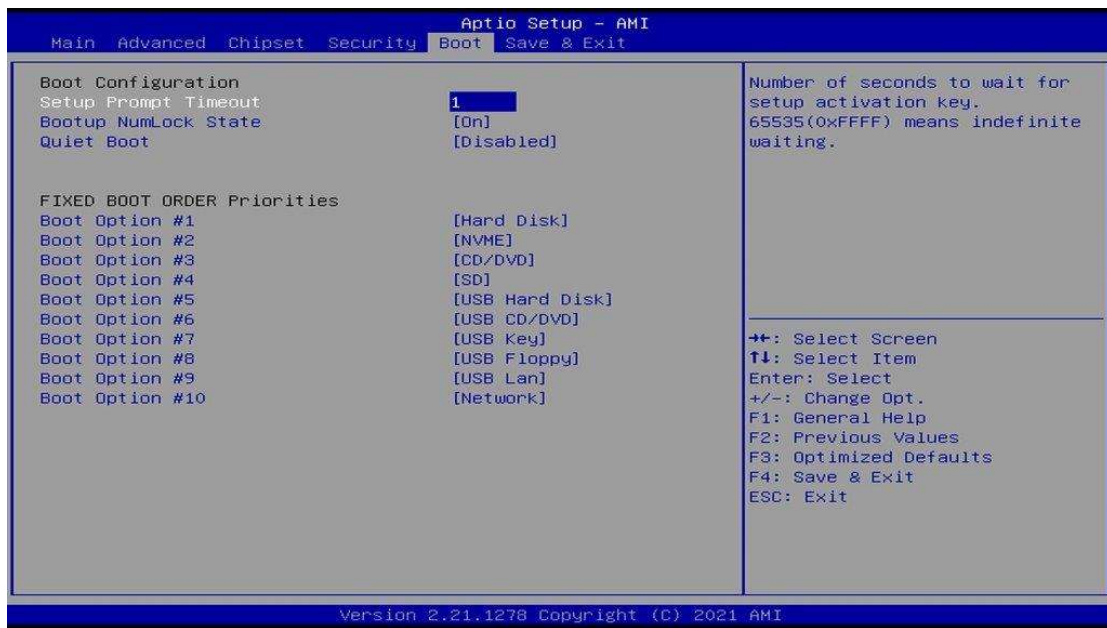 Aptio Setup - AMI
Main Advanced Chipset Security Boot Save & Exit
Boot Configuration
Setup Prompt Timeout 1
Bootup NumLock State [On]
Quiet Boot [Disabled]
FIXED BOOT ORDER Priorities
Boot Option #1 [Hard Disk]
Boot Option #2 [NVME]
Boot Option #3 [CD/DVD]
Boot Option #4 [SD]
Boot Option #5 [USB Hard Disk]
Boot Option #6 [USB CD/DVD]
Boot Option #7 [USB Key]
Boot Option #8 [USB Floppy]
Boot Option #9 [USB Lan]
Boot Option #10 [Network]
Number of seconds to wait for
setup activation key.
65535(0xFFFF) means indefinite
waiting.
→←: Select Screen
↑↓: Select Item
Enter: Select
+/-: Change Opt.
F1: General Help
F2: Previous Values
F3: Optimized Defaults
F4: Save & Exit
ESC: Exit
Version 2.21.1278 Copyright (C) 2021 AMI